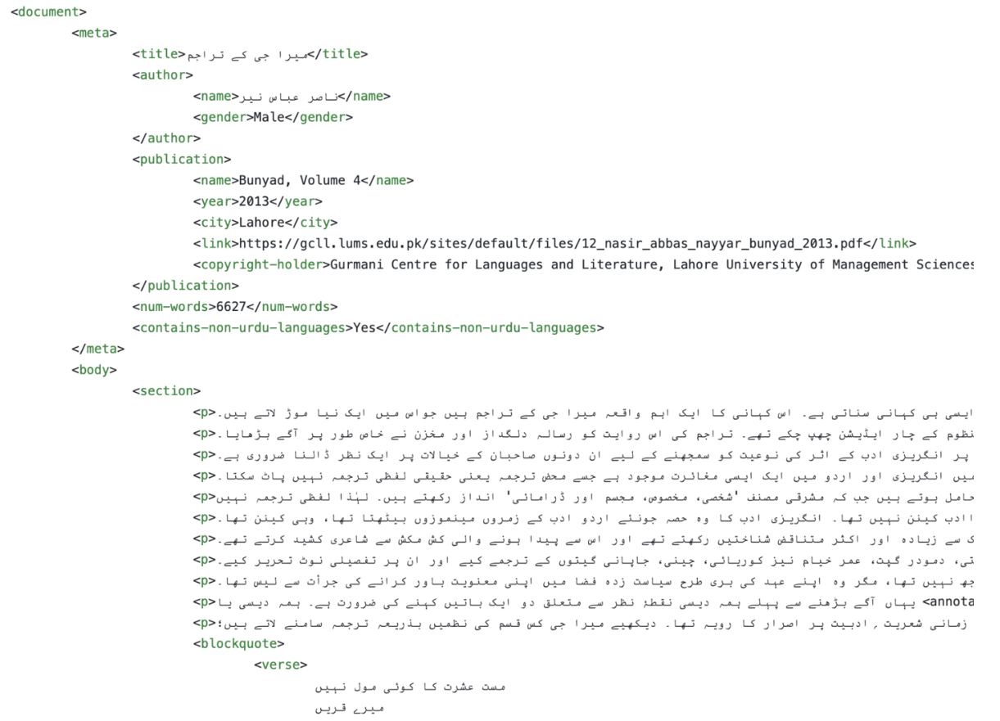 <document>
<meta>
<title>میرا جی کے تراجم</title>
<author>
<name>ناصر عباس نیر</name>
<gender>Male</gender>
</author>
<publication>
<name>Bunyad, Volume 4</name>
<year>2013</year>
<city>Lahore</city>
<link>https://gcll.lums.edu.pk/sites/default/files/12_nasir_abbas_nayyar_bunyad_2013.pdf</link>
<copyright-holder>Gurmani Centre for Languages and Literature, Lahore University of Management Sciences
</publication>
<num-words>6627</num-words>
<contains-non-urdu-languages>Yes</contains-non-urdu-languages>
</meta>
<body>
<section>
<p>ایسی ہی کہانی سناتی ہے۔ اس کہانی کا ایک اہم واقعہ میرا جی کے تراجم ہیں جواس میں ایک نیا موڑ لاتے ہیں۔
<p>نظوم کے چار ایڈیشن چھپ چکے تھے۔ تراجم کی اس روایت کو رسالہ دلگداز اور مخزن نے خاص طور پر آگے بڑھایا۔
<p>پر انگریزی ادب کے اثر کی نوعیت کو سمجھنے کے لیے ان دونوں صاحبان کے خیالات پر ایک نظر ڈالنا ضروری ہے۔
<p>میں انگریزی اور اردو میں ایک ایسی مغائرت موجود ہے جسے محض ترجمہ یعنی حقیقی لفظی ترجمہ نہیں پاٹ سکتا۔
<p>حامل ہوتے ہیں جب کہ مشرقی مصنف 'شخصی، مخصوص، مجسم اور ڈرامائی' انداز رکھتے ہیں۔ لہٰذا لفظی ترجمہ نہیں
<p>اادب کینن نہیں تھا۔ انگریزی ادب کا وہ حصہ جونئے اردو ادب کے زمروں مینموزوں بیٹھتا تھا، وہی کینن تھا۔
<p>ک سے زیادہ اور اکثر متناقض شناختیں رکھتے تھے اور اس سے پیدا ہونے والی کش مکش سے شاعری کشید کرتے تھے۔
<p>تی، دمودر گپت، عمر خیام نیز کوریائی، چینی، جاپانی گیتوں کے ترجمے کیے اور ان پر تفصیلی نوٹ تحریر کیے۔
<p>جھ نہیں تھا، مگر وہ اپنے عہد کی بری طرح سیاست زدہ فضا میں اپنی معنویت باور کرانے کی جرأت سے لیس تھا۔
<p>یہاں آگے بڑھنے سے پہلے ہمہ دیسی نقطۂ نظر سے متعلق دو ایک باتیں کہنے کی ضرورت ہے۔ ہمہ دیسی یا <annota
<p>زمانی شعریت ؍ ادبیت پر اصرار کا رویہ تھا۔ دیکھیے میرا جی کس قسم کی نظمیں بذریعہ ترجمہ سامنے لاتے ہیں؛
<blockquote>
<verse>
مست عشرت کا کوئی مول نہیں
میرے قریں